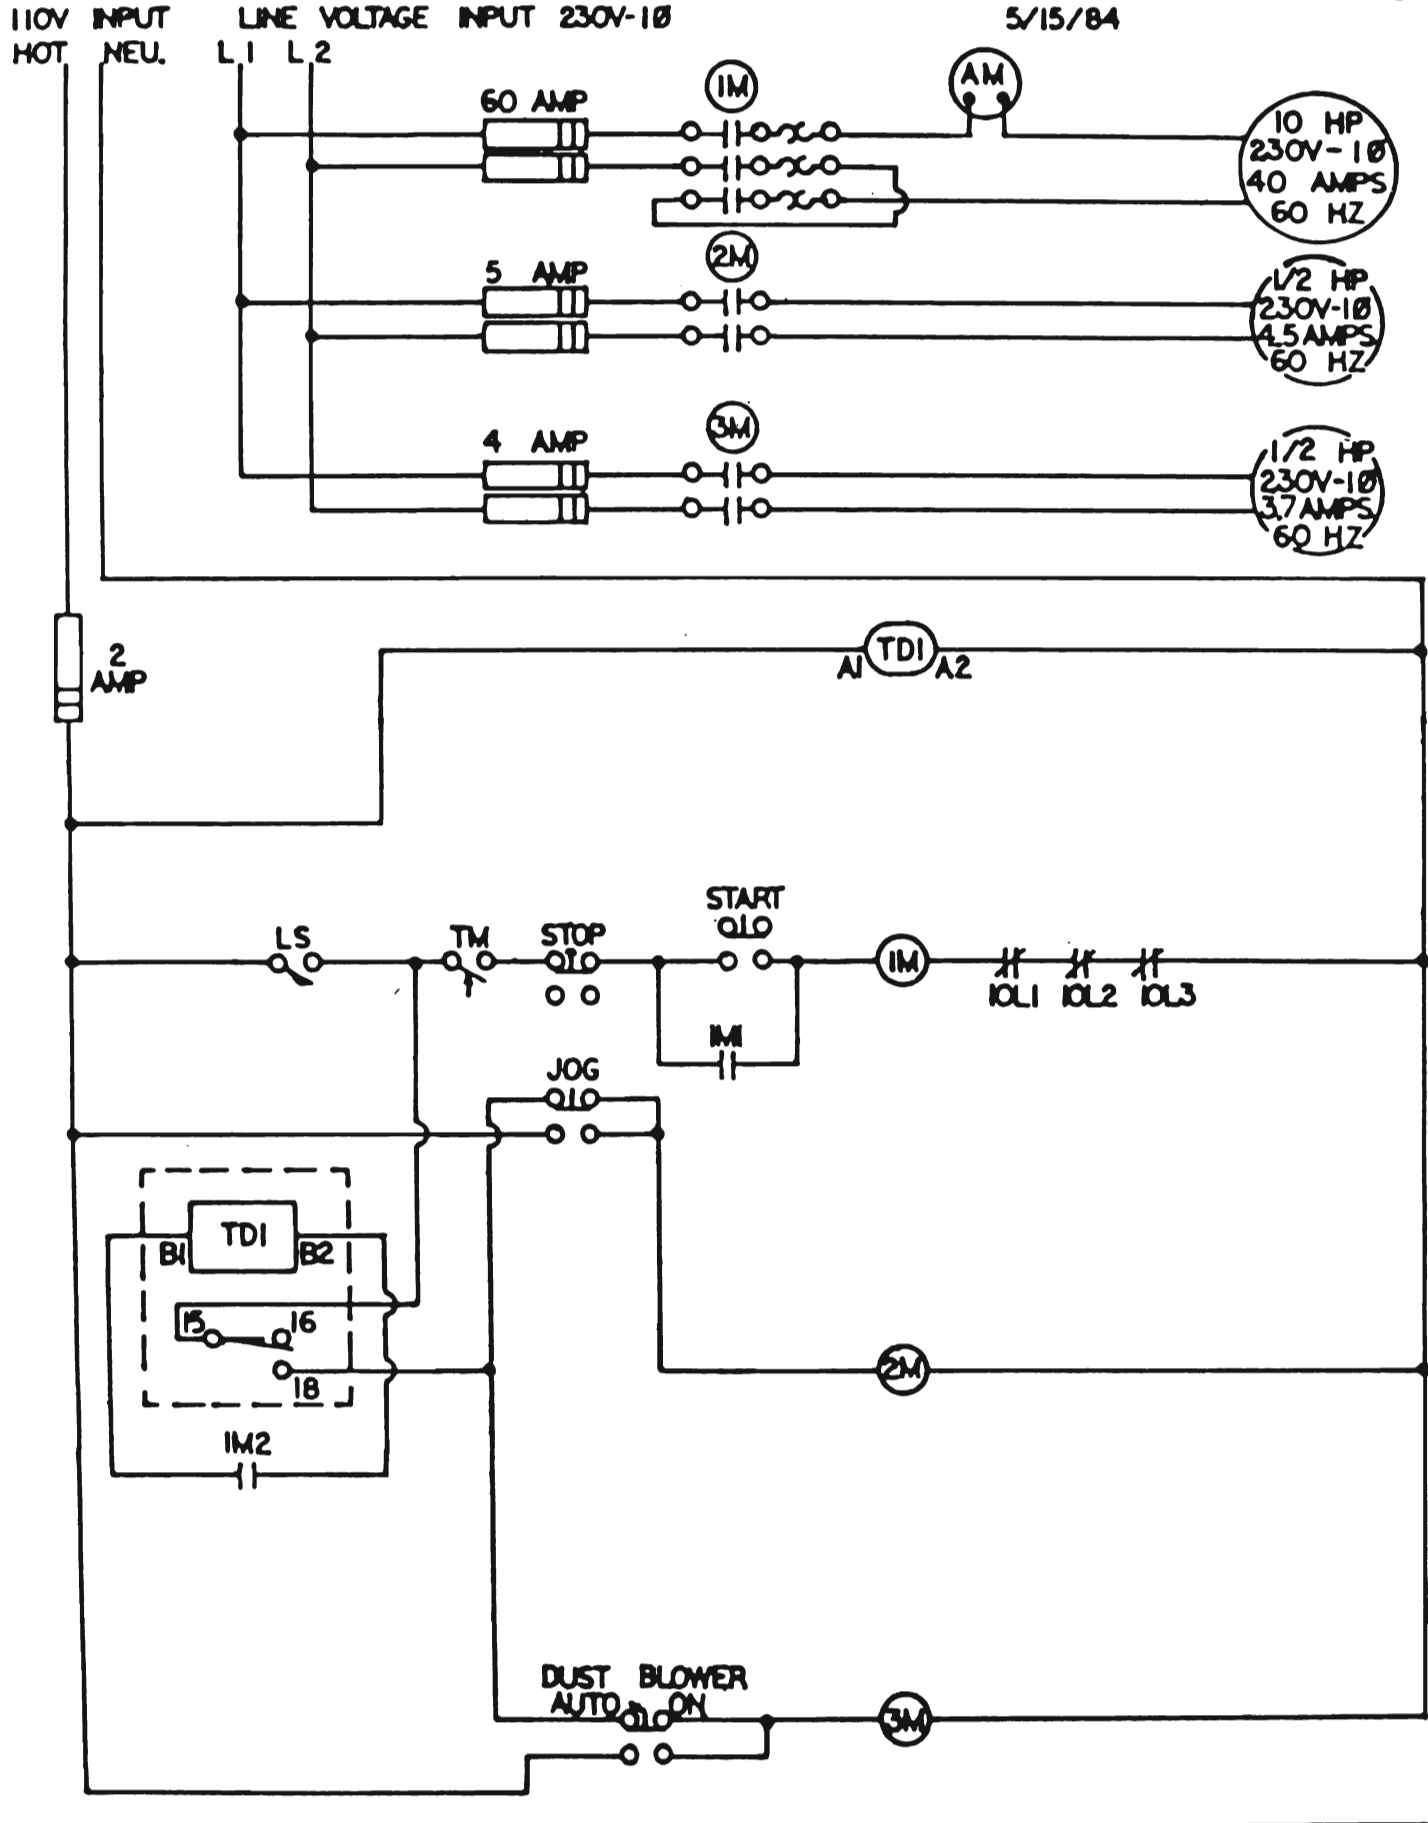 110V INPUT LINE VOLTAGE INPUT 230V-1Ø 5/15/84
HOT NEU. L1 L2
60 AMP
1M
AM
10 HP
230V-1Ø
40 AMPS
60 HZ
2M
5 AMP
1/2 HP
230V-1Ø
4.5 AMPS
60 HZ
3M
4 AMP
1/2 HP
230V-1Ø
3.7 AMPS
60 HZ
2
AMP
A1 TD1 A2
START
LS TM STOP
1M
1OL1 1OL2 1OL3
1M1
JOG
TD1
B1 B2
15 16
18
2M
1M2
DUST BLOWER
AUTO ON
3M